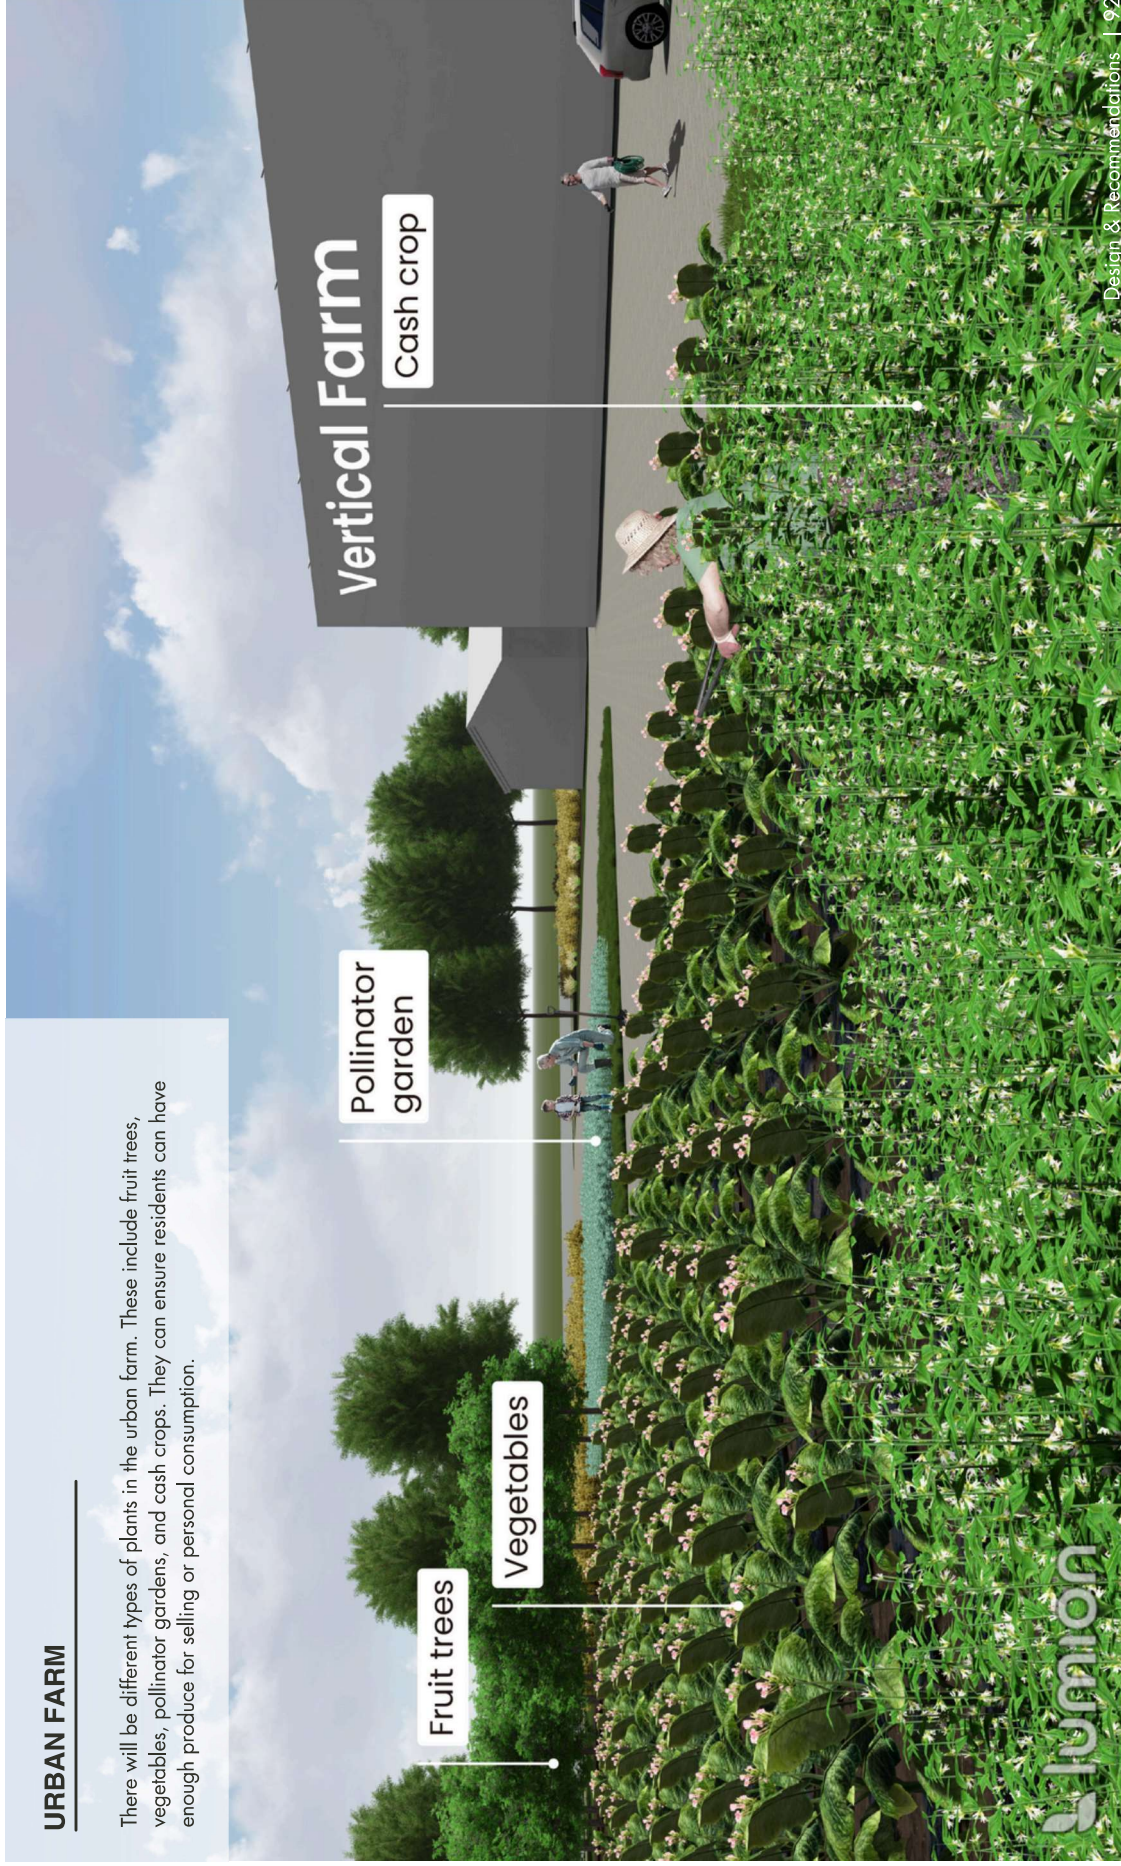 URBAN FARM
There will be different types of plants in the urban farm. These include fruit trees,
vegetables, pollinator gardens, and cash crops. They can ensure residents can have
enough produce for selling or personal consumption.
Fruit trees
Vegetables
Pollinator
garden
Vertical Farm
Cash crop
lumion
Design & Recommendations | 92